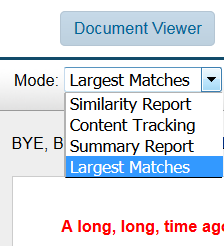 Document Viewer
Mode: Largest Matches
Similarity Report
Content Tracking
Summary Report
Largest Matches
BYE, B
A long, long, time ago